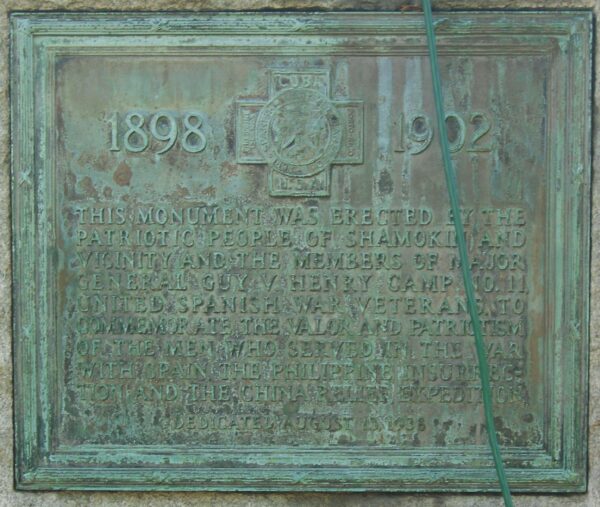 1898 CUBA 1902
U.S.A.
THIS MONUMENT WAS ERECTED BY THE
PATRIOTIC PEOPLE OF SHAMOKIN AND
VICINITY AND THE MEMBERS OF MAJOR
GENERAL GUY V. HENRY CAMP NO. 11
UNITED SPANISH WAR VETERANS, TO
COMMEMORATE THE VALOR AND PATRIOTISM
OF THE MEN WHO SERVED IN THE WAR
WITH SPAIN, THE PHILIPPINE INSURREC-
TION AND THE CHINA RELIEF EXPEDITION
DEDICATED AUGUST 1938